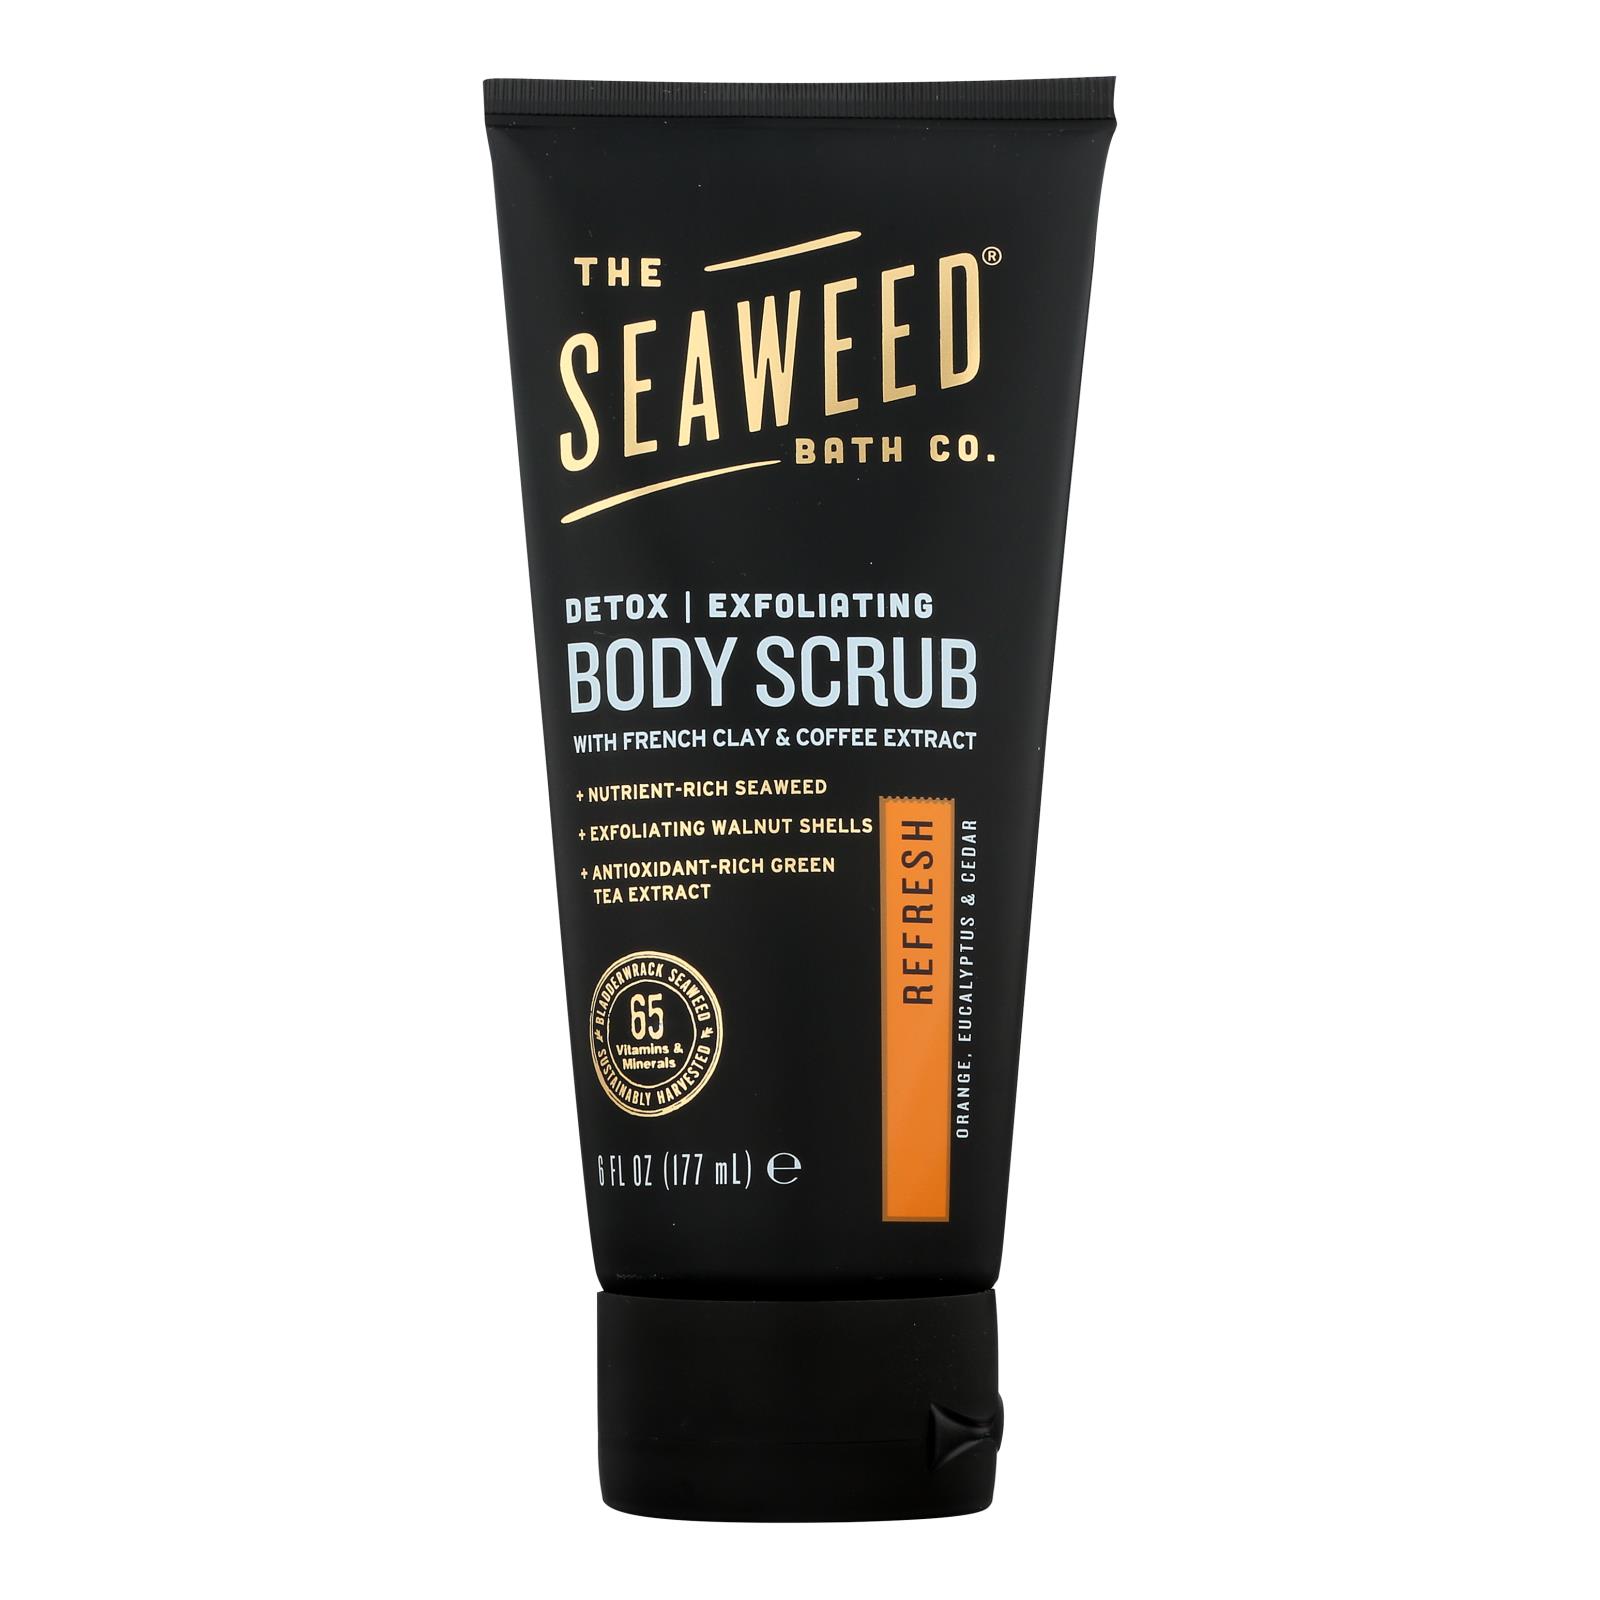 THE
SEAWEED®
BATH CO.
DETOX | EXFOLIATING
BODY SCRUB
WITH FRENCH CLAY & COFFEE EXTRACT
+ NUTRIENT-RICH SEAWEED
+ EXFOLIATING WALNUT SHELLS
+ ANTIOXIDANT-RICH GREEN
TEA EXTRACT
REFRESH
ORANGE, EUCALYPTUS & CEDAR
BLADDERWRACK SEAWEED
65
Vitamins &
Minerals
SUSTAINABLY HARVESTED
6 FL OZ (177 mL) ℮